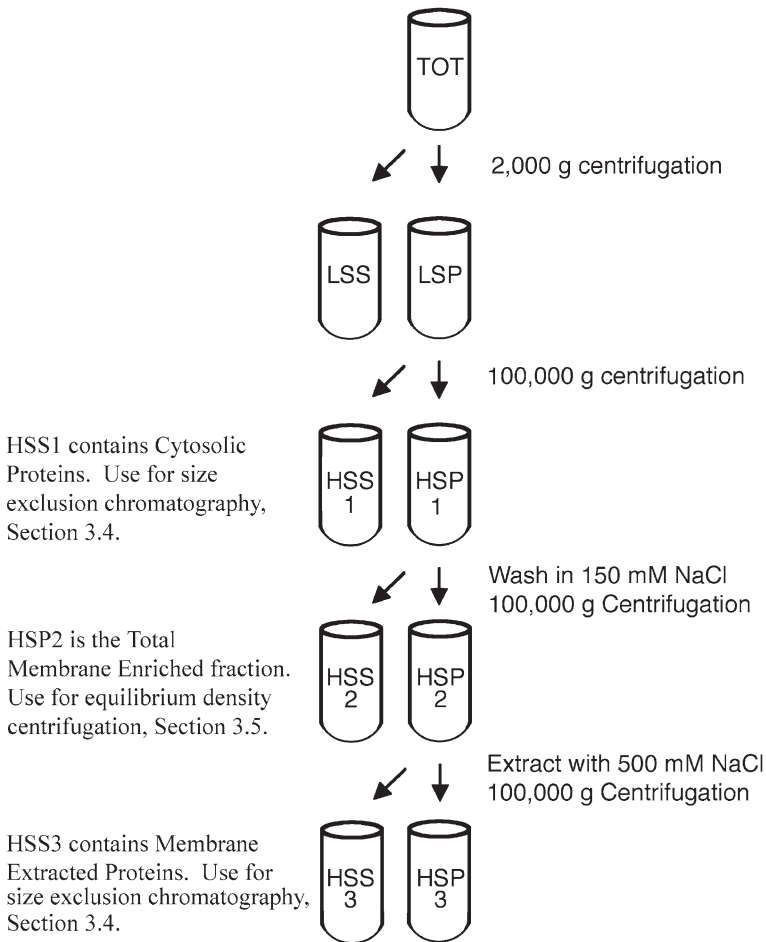 TOT
2,000 g centrifugation
LSS
LSP
100,000 g centrifugation
HSS1 contains Cytosolic
Proteins. Use for size
exclusion chromatography,
Section 3.4.
HSS
1
HSP
1
Wash in 150 mM NaCl
100,000 g Centrifugation
HSP2 is the Total
Membrane Enriched fraction.
Use for equilibrium density
centrifugation, Section 3.5.
HSS
2
HSP
2
Extract with 500 mM NaCl
100,000 g Centrifugation
HSS3 contains Membrane
Extracted Proteins. Use for
size exclusion chromatography,
Section 3.4.
HSS
3
HSP
3